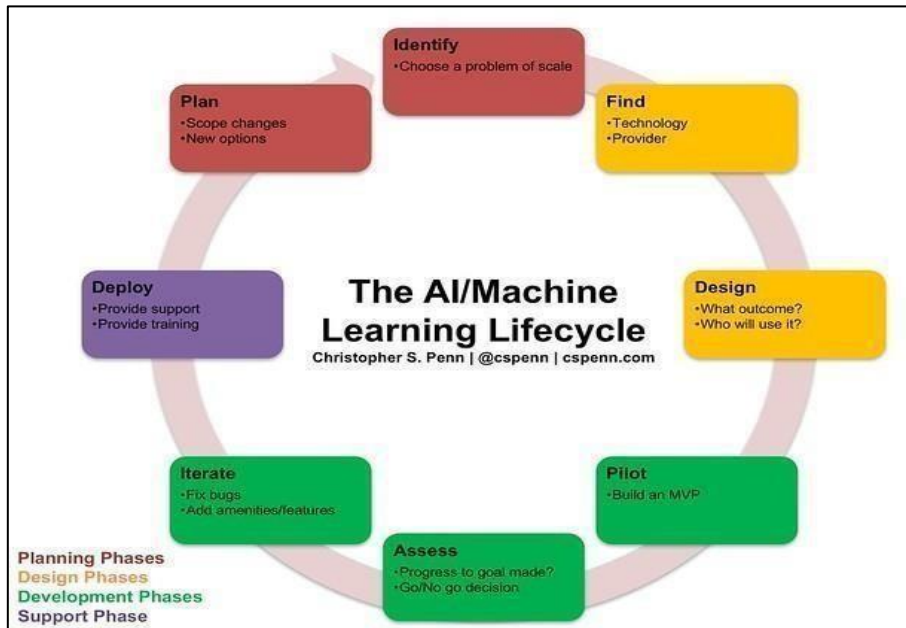 Identify
•Choose a problem of scale
Find
•Technology
•Provider
Design
•What outcome?
•Who will use it?
Pilot
•Build an MVP
Assess
•Progress to goal made?
•Go/No go decision
Iterate
•Fix bugs
•Add amenities/features
Deploy
•Provide support
•Provide training
Plan
•Scope changes
•New options
The AI/Machine
Learning Lifecycle
Christopher S. Penn | @cspenn | cspenn.com
Planning Phases
Design Phases
Development Phases
Support Phase